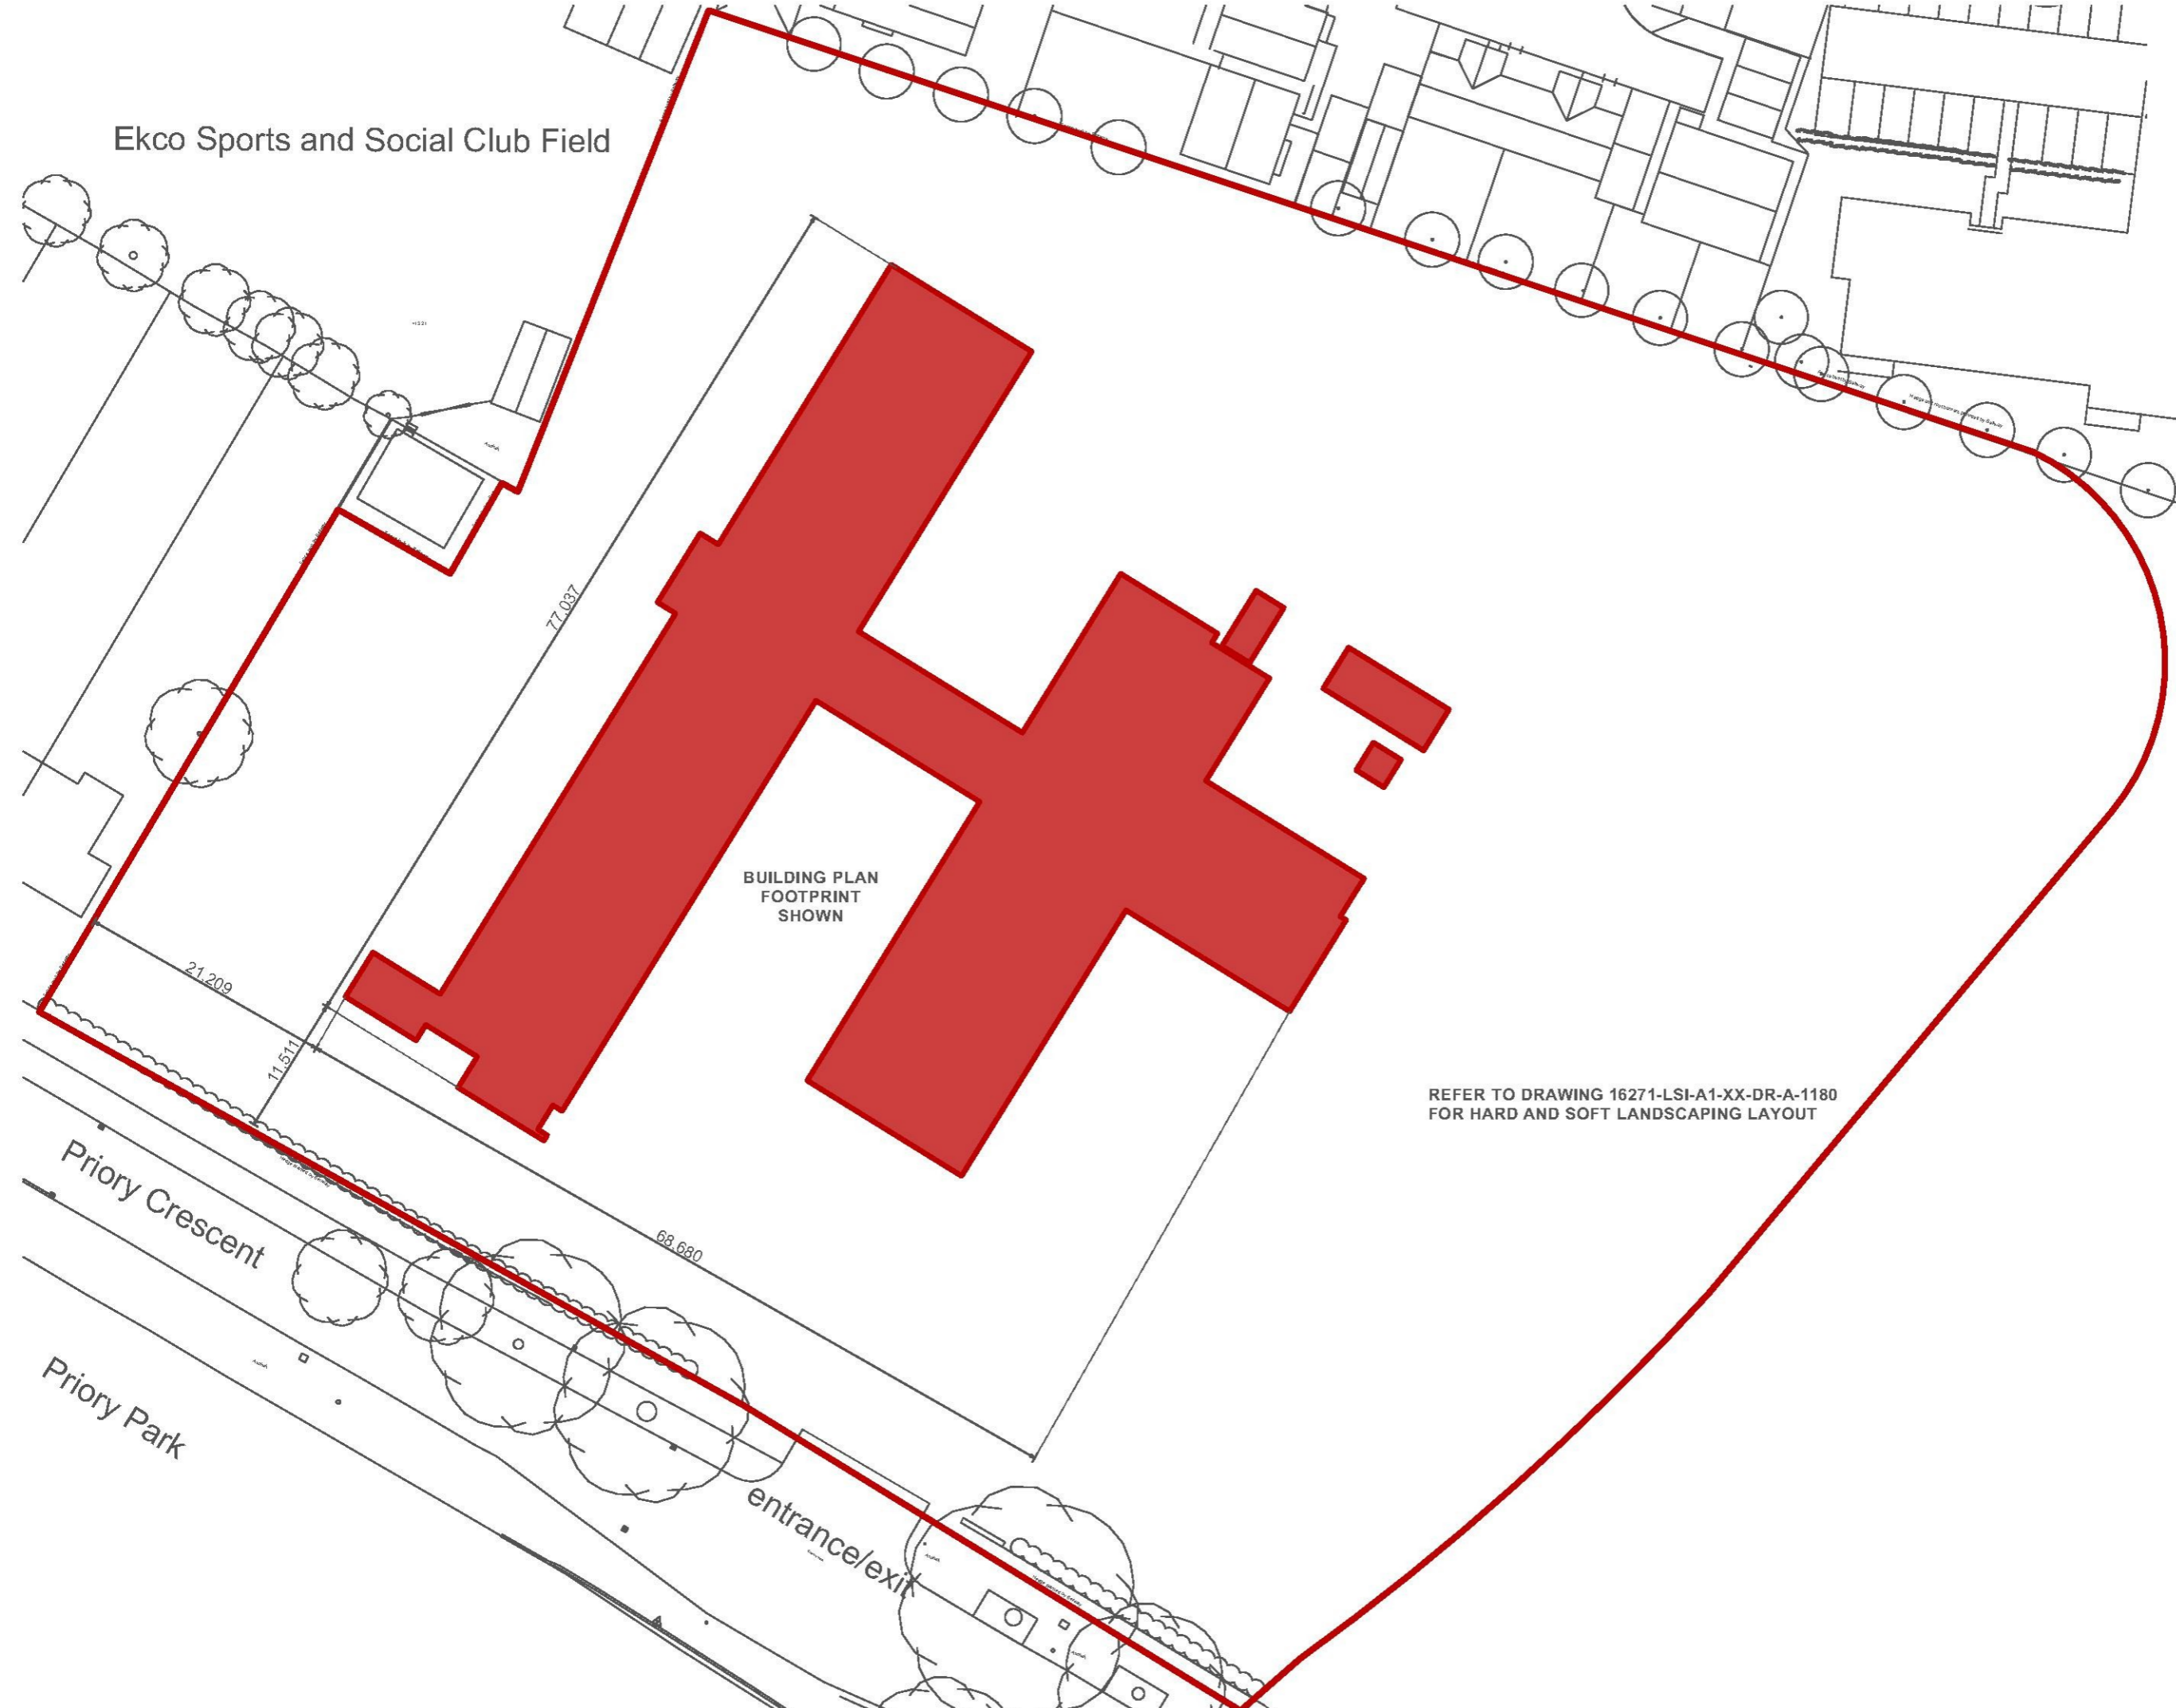 Ekco Sports and Social Club Field
77,037
BUILDING PLAN
FOOTPRINT
SHOWN
21,209
11,511
REFER TO DRAWING 16271-LSI-A1-XX-DR-A-1180
FOR HARD AND SOFT LANDSCAPING LAYOUT
Priory Crescent
68,680
Priory Park
entrance/exit